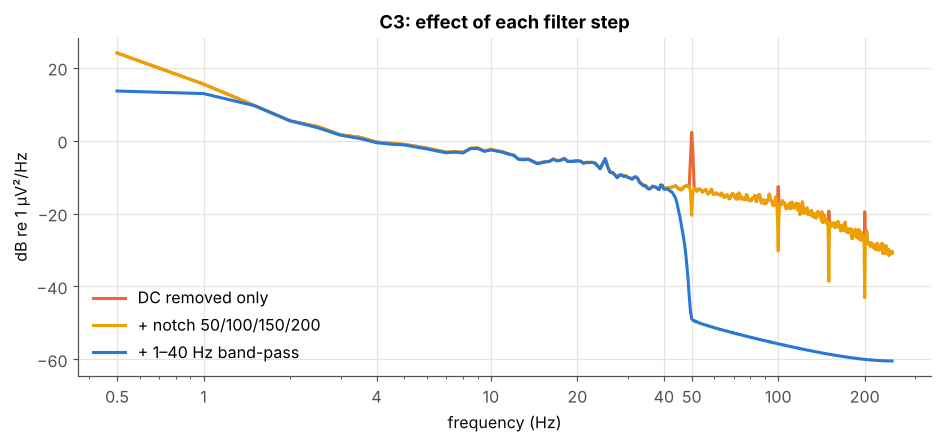 C3: effect of each filter step
dB re 1 µV²/Hz
20
0
−20
−40
−60
DC removed only
+ notch 50/100/150/200
+ 1–40 Hz band-pass
0.5 1 4 10 20 40 50 100 200
frequency (Hz)